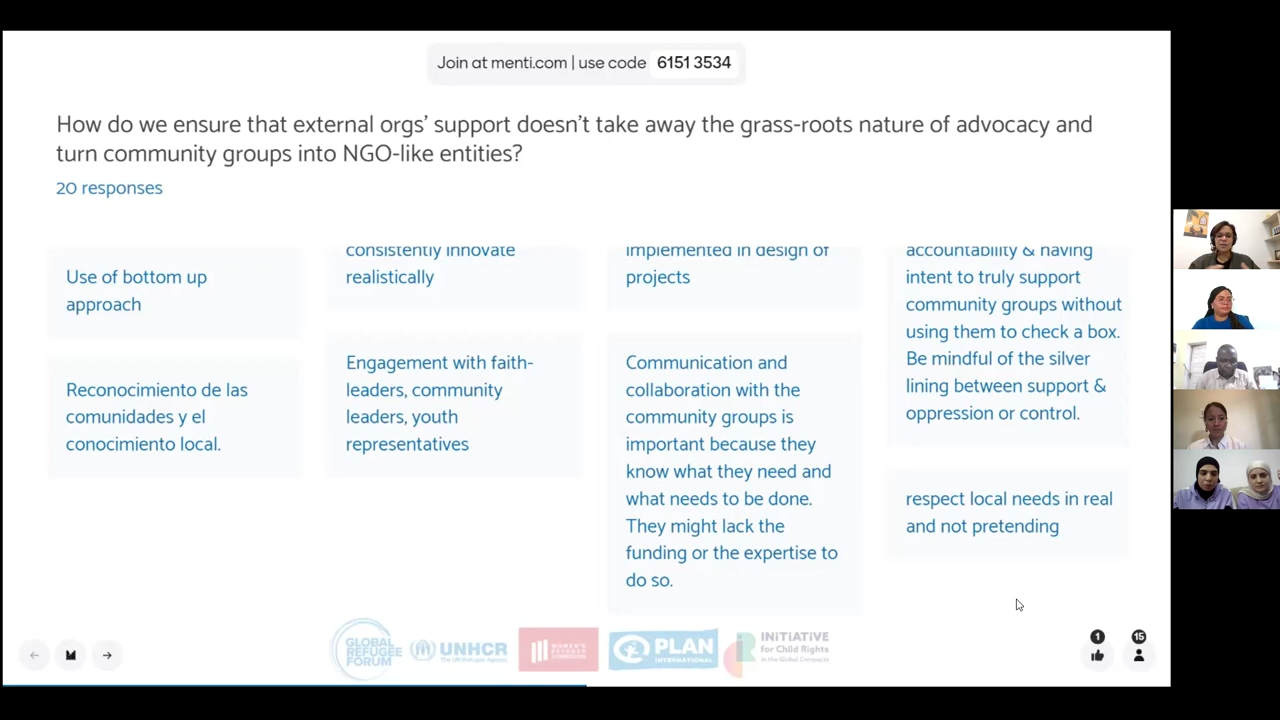 Join at menti.com | use code 6151 3534
How do we ensure that external orgs' support doesn't take away the grass-roots nature of advocacy and
turn community groups into NGO-like entities?
20 responses
Use of bottom up
approach
Reconocimiento de las
comunidades y el
conocimiento local.
consistently innovate
realistically
Engagement with faith-
leaders, community
leaders, youth
representatives
implemented in design of
projects
Communication and
collaboration with the
community groups is
important because they
know what they need and
what needs to be done.
They might lack the
funding or the expertise to
do so.
accountability & having
intent to truly support
community groups without
using them to check a box.
Be mindful of the silver
lining between support &
oppression or control.
respect local needs in real
and not pretending
GLOBAL
REFUGEE
FORUM
UNHCR
The UN Refugee Agency
WOMEN'S
REFUGEE
COMMISSION
PLAN
INTERNATIONAL
INITIATIVE
for Child Rights
in the Global Compacts
1
15